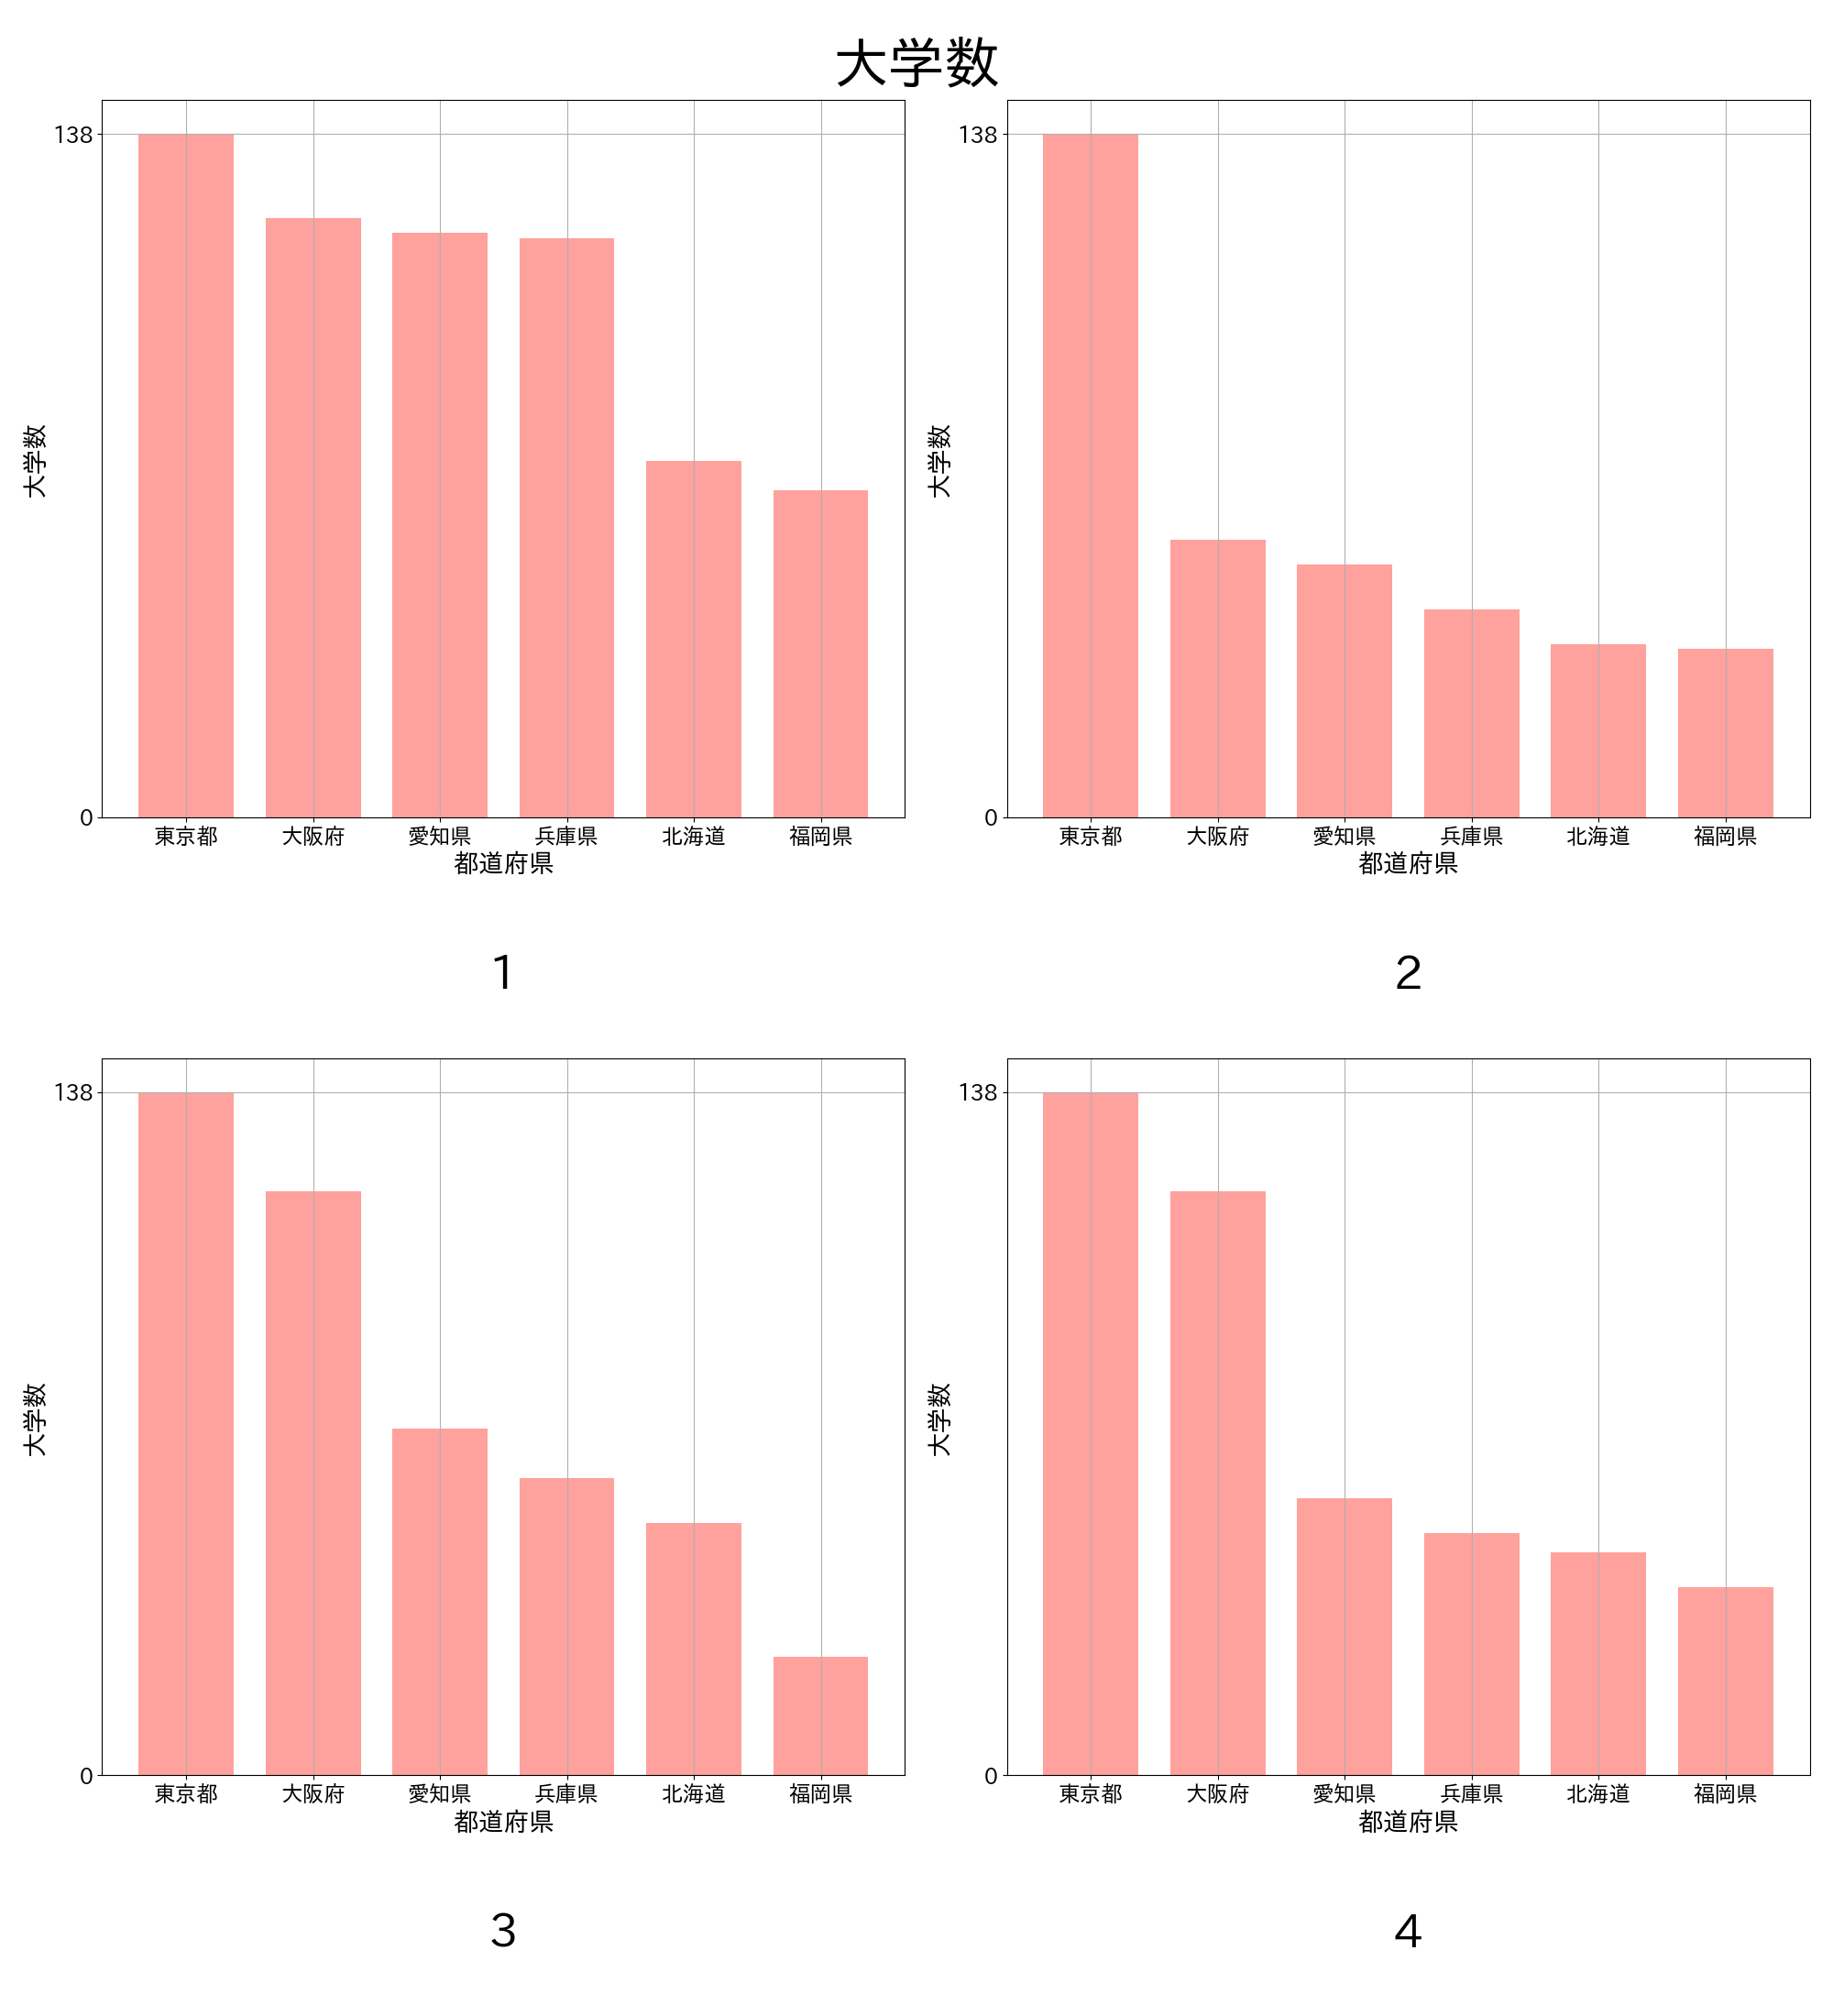 大学数
138
0
大学数
東京都 大阪府 愛知県 兵庫県 北海道 福岡県
都道府県
1
138
0
大学数
東京都 大阪府 愛知県 兵庫県 北海道 福岡県
都道府県
2
138
0
大学数
東京都 大阪府 愛知県 兵庫県 北海道 福岡県
都道府県
3
138
0
大学数
東京都 大阪府 愛知県 兵庫県 北海道 福岡県
都道府県
4